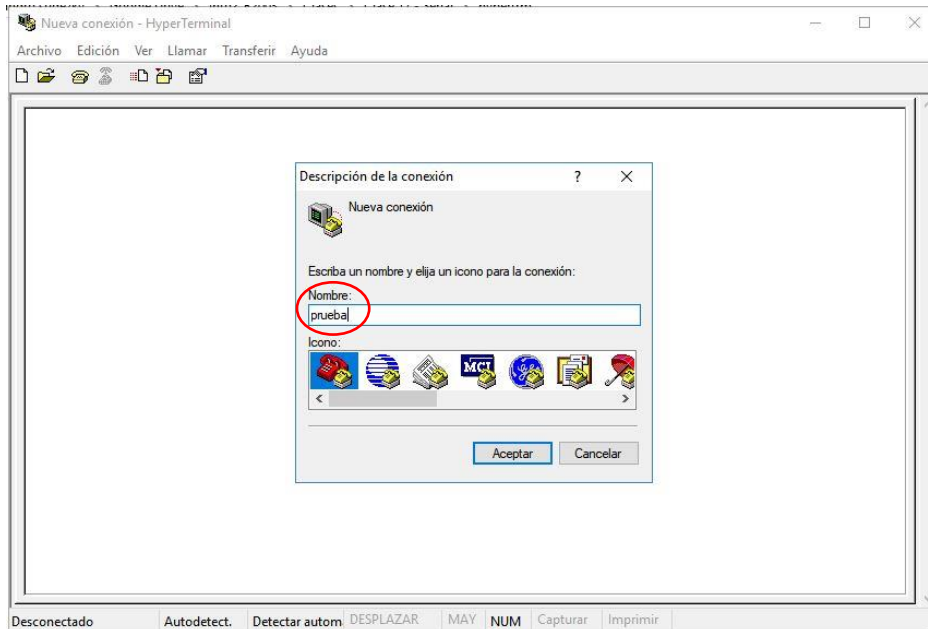 Nueva conexión - HyperTerminal
Archivo Edición Ver Llamar Transferir Ayuda
Descripción de la conexión ?
Nueva conexión
Escriba un nombre y elija un icono para la conexión:
Nombre:
prueba
Icono:
MCI
Aceptar Cancelar
Desconectado Autodetect. Detectar autom DESPLAZAR MAY NUM Capturar Imprimir